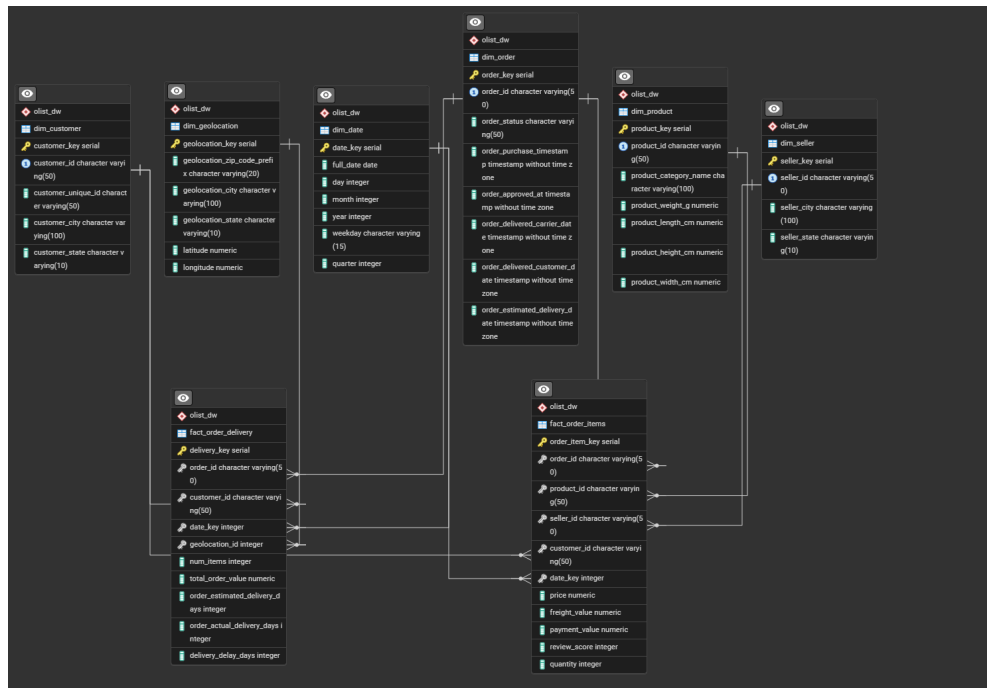 olist_dw
dim_customer
customer_key serial
customer_id character varyi
ng(50)
customer_unique_id charact
er varying(50)
customer_city character var
ying(100)
customer_state character v
arying(10)
olist_dw
dim_geolocation
geolocation_key serial
geolocation_zip_code_prefi
x character varying(20)
geolocation_city character v
arying(100)
geolocation_state character
varying(10)
latitude numeric
longitude numeric
olist_dw
dim_date
date_key serial
full_date date
day integer
month integer
year integer
weekday character varying
(15)
quarter integer
olist_dw
dim_order
order_key serial
order_id character varying(5
0)
order_status character varyi
ng(50)
order_purchase_timestam
p timestamp without time z
one
order_approved_at timesta
mp without time zone
order_delivered_carrier_dat
e timestamp without time z
one
order_delivered_customer_d
ate timestamp without time
zone
order_estimated_delivery_d
ate timestamp without time
zone
olist_dw
dim_product
product_key serial
product_id character varyin
g(50)
product_category_name cha
racter varying(100)
product_weight_g numeric
product_length_cm numeric
product_height_cm numeric
product_width_cm numeric
olist_dw
dim_seller
seller_key serial
seller_id character varying(5
0)
seller_city character varying
(100)
seller_state character varyin
g(10)
olist_dw
fact_order_delivery
delivery_key serial
order_id character varying(5
0)
customer_id character varyi
ng(50)
date_key integer
geolocation_id integer
num_items integer
total_order_value numeric
order_estimated_delivery_d
ays integer
order_actual_delivery_days i
nteger
delivery_delay_days integer
olist_dw
fact_order_items
order_item_key serial
order_id character varying(5
0)
product_id character varyin
g(50)
seller_id character varying(5
0)
customer_id character varyi
ng(50)
date_key integer
price numeric
freight_value numeric
payment_value numeric
review_score integer
quantity integer